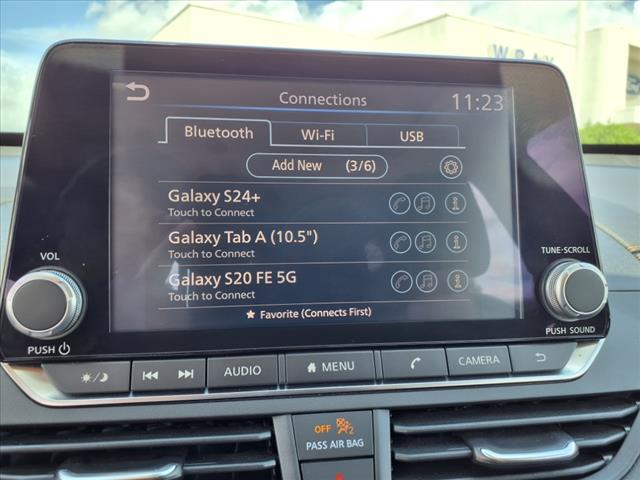 WRAY
Connections 11:23
Bluetooth Wi-Fi USB
Add New (3/6)
Galaxy S24+
Touch to Connect
Galaxy Tab A (10.5")
Touch to Connect
Galaxy S20 FE 5G
Touch to Connect
★ Favorite (Connects First)
VOL
PUSH
TUNE·SCROLL
PUSH SOUND
AUDIO MENU CAMERA
OFF 2
PASS AIR BAG